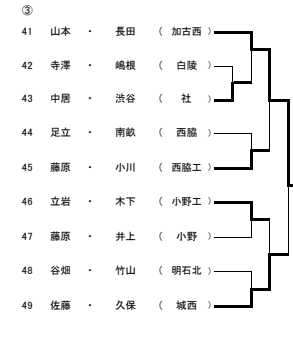 ③
41 山本 ・ 長田 ( 加古西 )
42 寺澤 ・ 嶋根 ( 白陵 )
43 中居 ・ 渋谷 ( 社 )
44 足立 ・ 南畝 ( 西脇 )
45 藤原 ・ 小川 ( 西脇工 )
46 立岩 ・ 木下 ( 小野工 )
47 藤原 ・ 井上 ( 小野 )
48 谷畑 ・ 竹山 ( 明石北 )
49 佐藤 ・ 久保 ( 城西 )